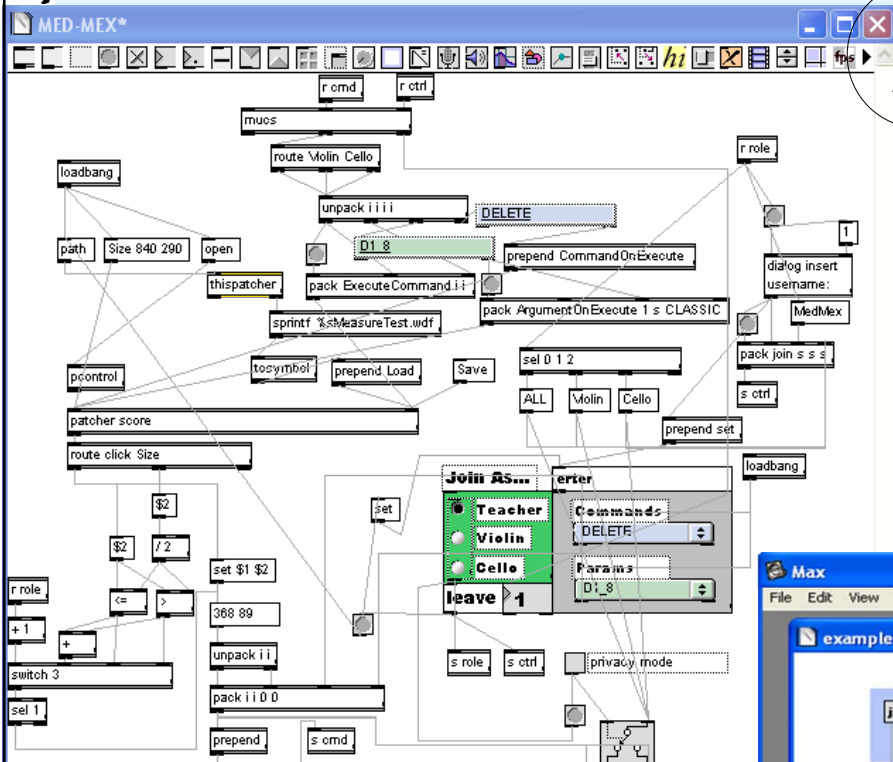 MED-MEX*
hi
fps
r cmd
r ctrl
mucs
r role
route Violin Cello
loadbang
unpack i i i i
DELETE
1
path
Size 840 290
open
D1_8
prepend CommandOnExecute
dialog insert
username:
thispatcher
pack ExecuteCommand i i
pack ArgumentOnExecute 1 s CLASSIC
MedMex
sprintf %sMeasureTest.wdf
pcontrol
tosymbol
prepend Load
Save
sel 0 1 2
pack join s s s
ALL
Violin
Cello
s ctrl
patcher score
prepend set
route click Size
loadbang
Join As...
erter
$2
set
Teacher
Commands
DELETE
$2
/ 2
Violin
set $1 $2
Cello
Params
D1_8
r role
<=
>
leave
1
368 89
+ 1
+
unpack i i
s role
s ctrl
privacy mode
switch 3
pack i i 0 0
sel 1
prepend
s cmd
Max
File Edit View
example